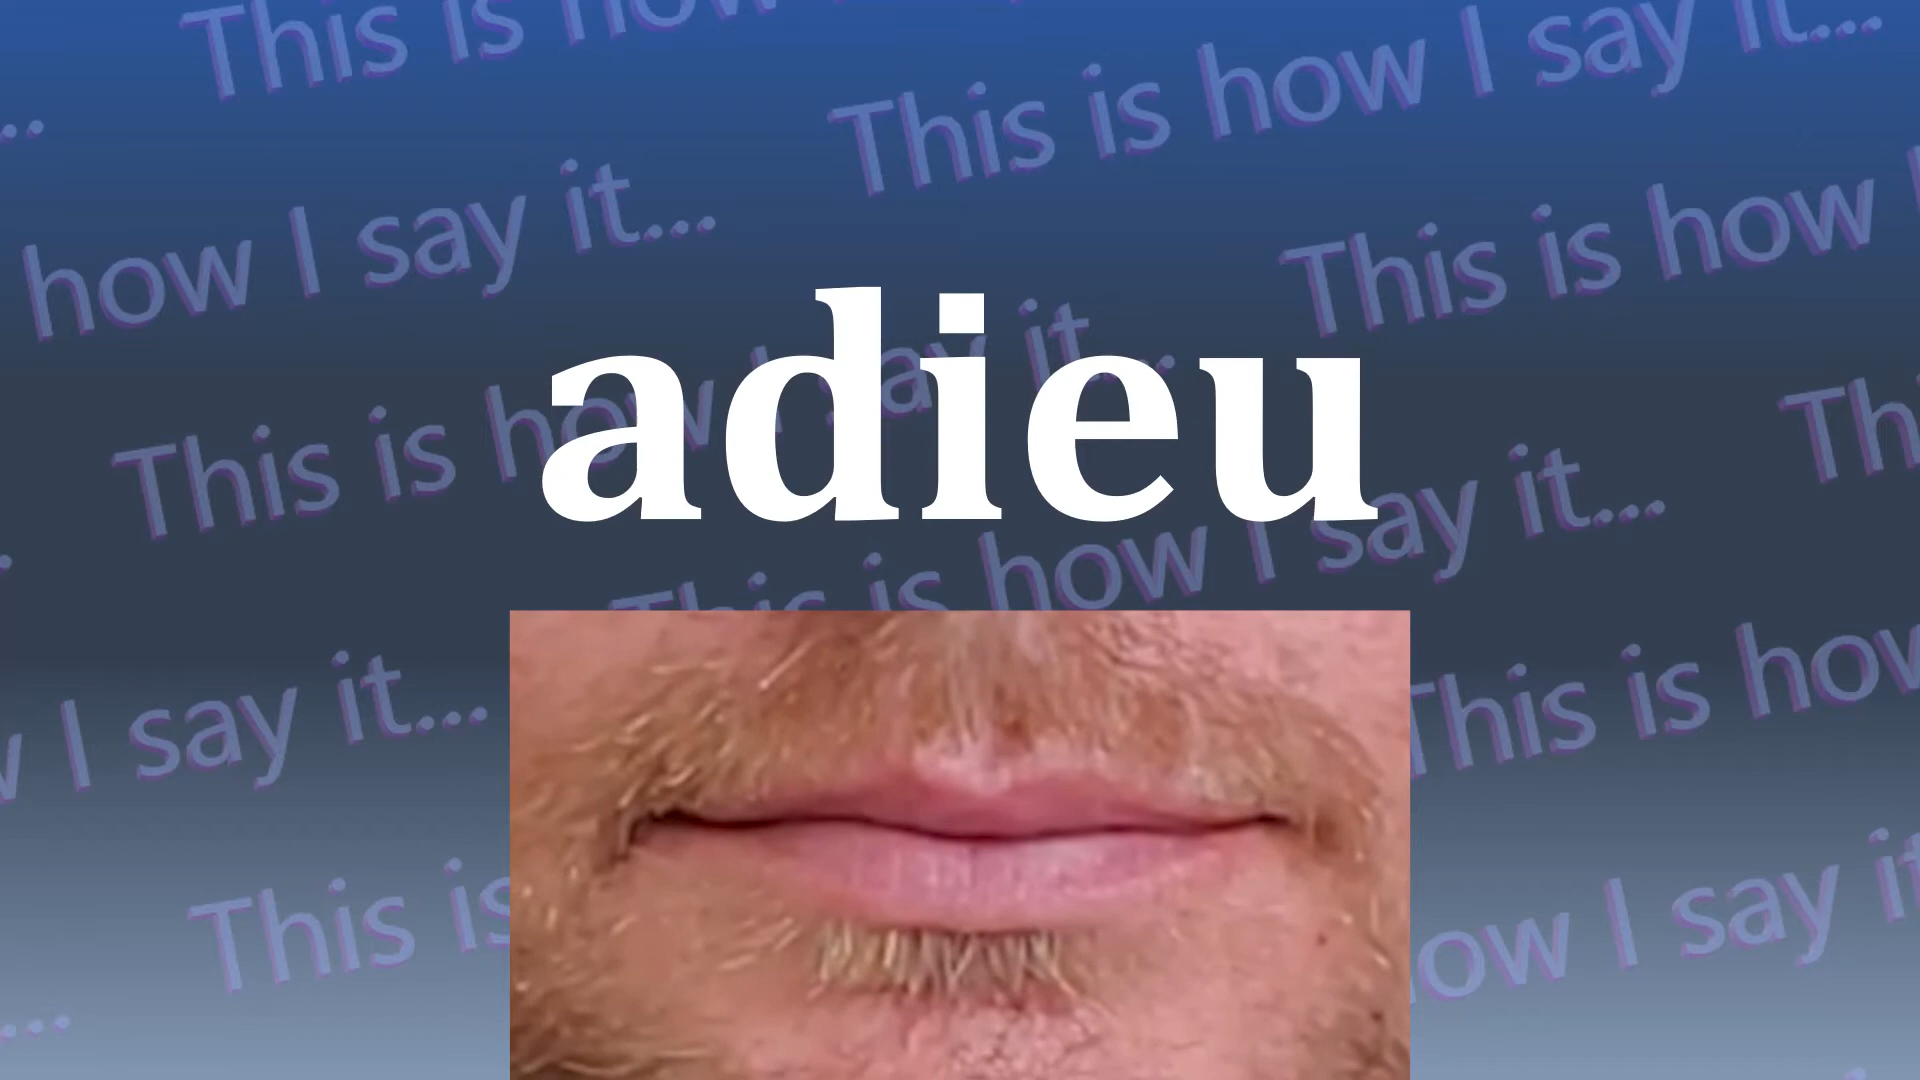 This is how
This is how I say it...
how I say it...
This is how I
adieu
This is how I say it...
This is how I say it...
I say it...
This is how
This is
how I say it